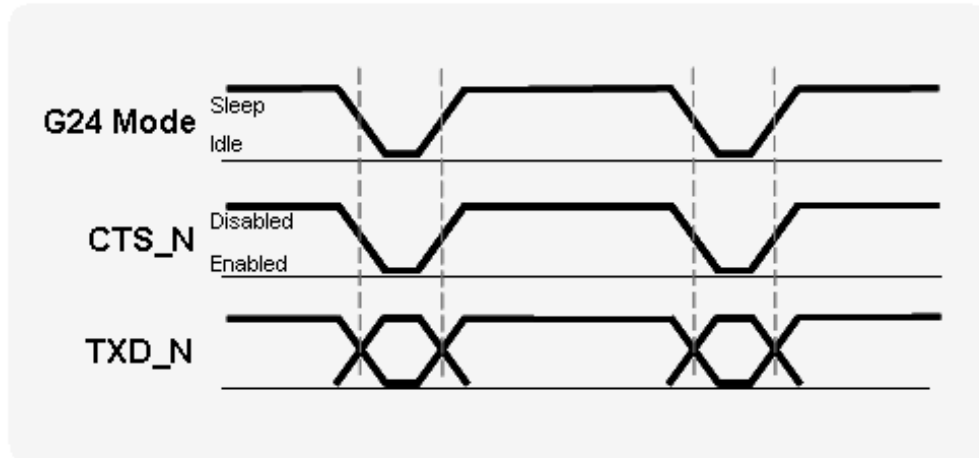 G24 Mode
Sleep
Idle
CTS_N
Disabled
Enabled
TXD_N